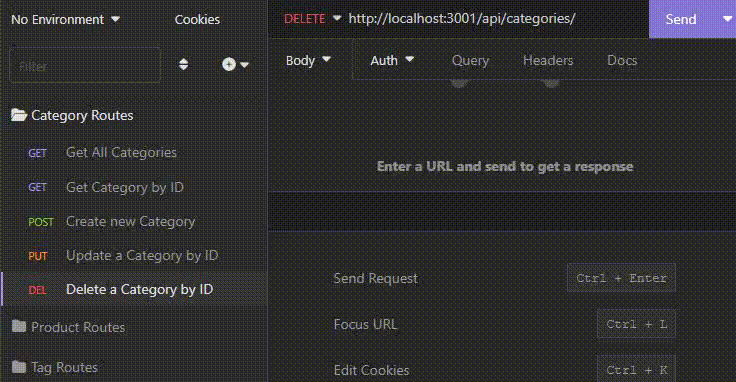 No Environment Cookies
DELETE http://localhost:3001/api/categories/ Send
Filter
Body Auth Query Headers Docs
Category Routes
GET Get All Categories
GET Get Category by ID
POST Create new Category
PUT Update a Category by ID
DEL Delete a Category by ID
Product Routes
Tag Routes
Enter a URL and send to get a response
Send Request Ctrl + Enter
Focus URL Ctrl + L
Edit Cookies Ctrl + K